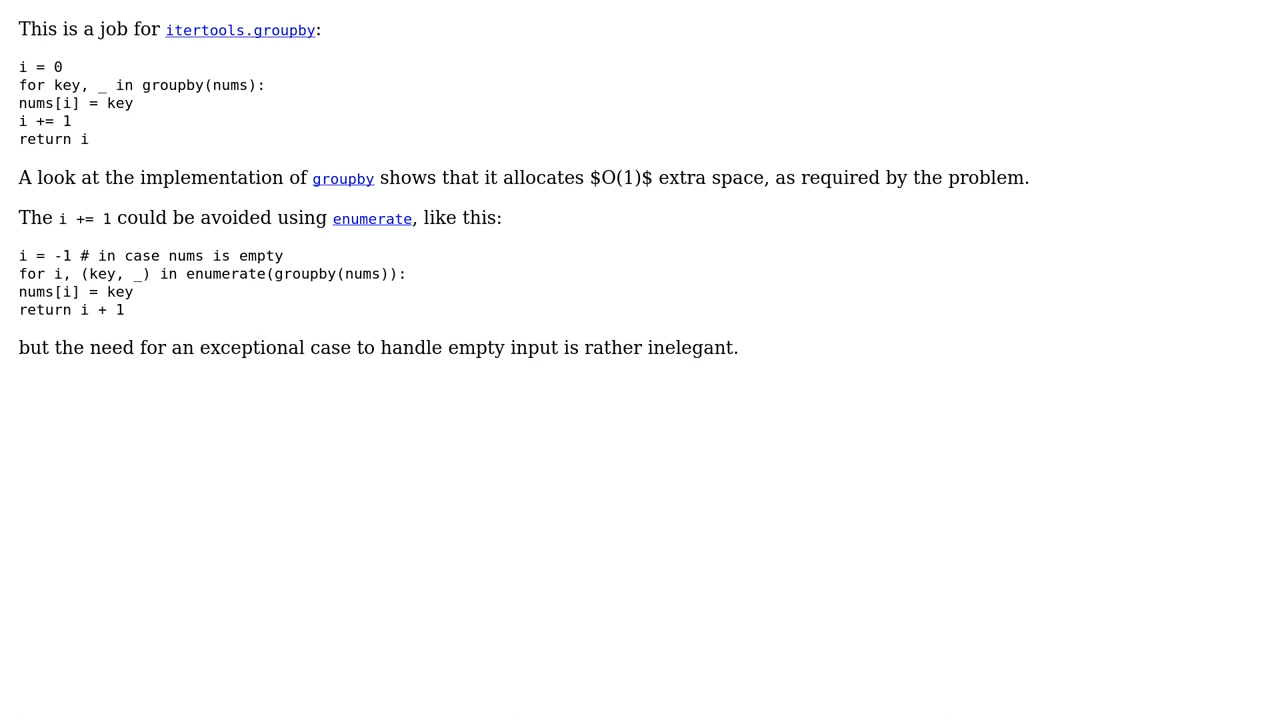 This is a job for itertools.groupby:
i = 0
for key, _ in groupby(nums):
nums[i] = key
i += 1
return i
A look at the implementation of groupby shows that it allocates $O(1)$ extra space, as required by the problem.
The i += 1 could be avoided using enumerate, like this:
i = -1 # in case nums is empty
for i, (key, _) in enumerate(groupby(nums)):
nums[i] = key
return i + 1
but the need for an exceptional case to handle empty input is rather inelegant.